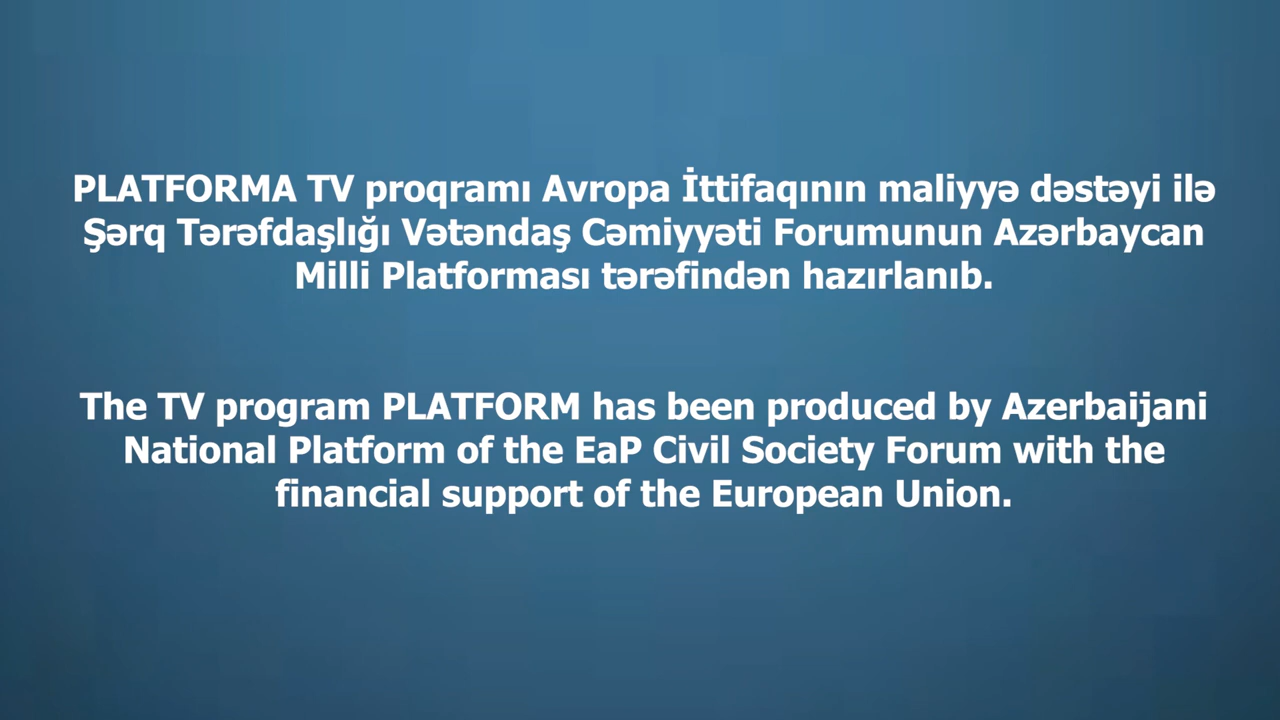 PLATFORMA TV proqramı Avropa İttifaqının maliyyə dəstəyi ilə
Şərq Tərəfdaşlığı Vətəndaş Cəmiyyəti Forumunun Azərbaycan
Milli Platforması tərəfindən hazırlanıb.
The TV program PLATFORM has been produced by Azerbaijani
National Platform of the EaP Civil Society Forum with the
financial support of the European Union.